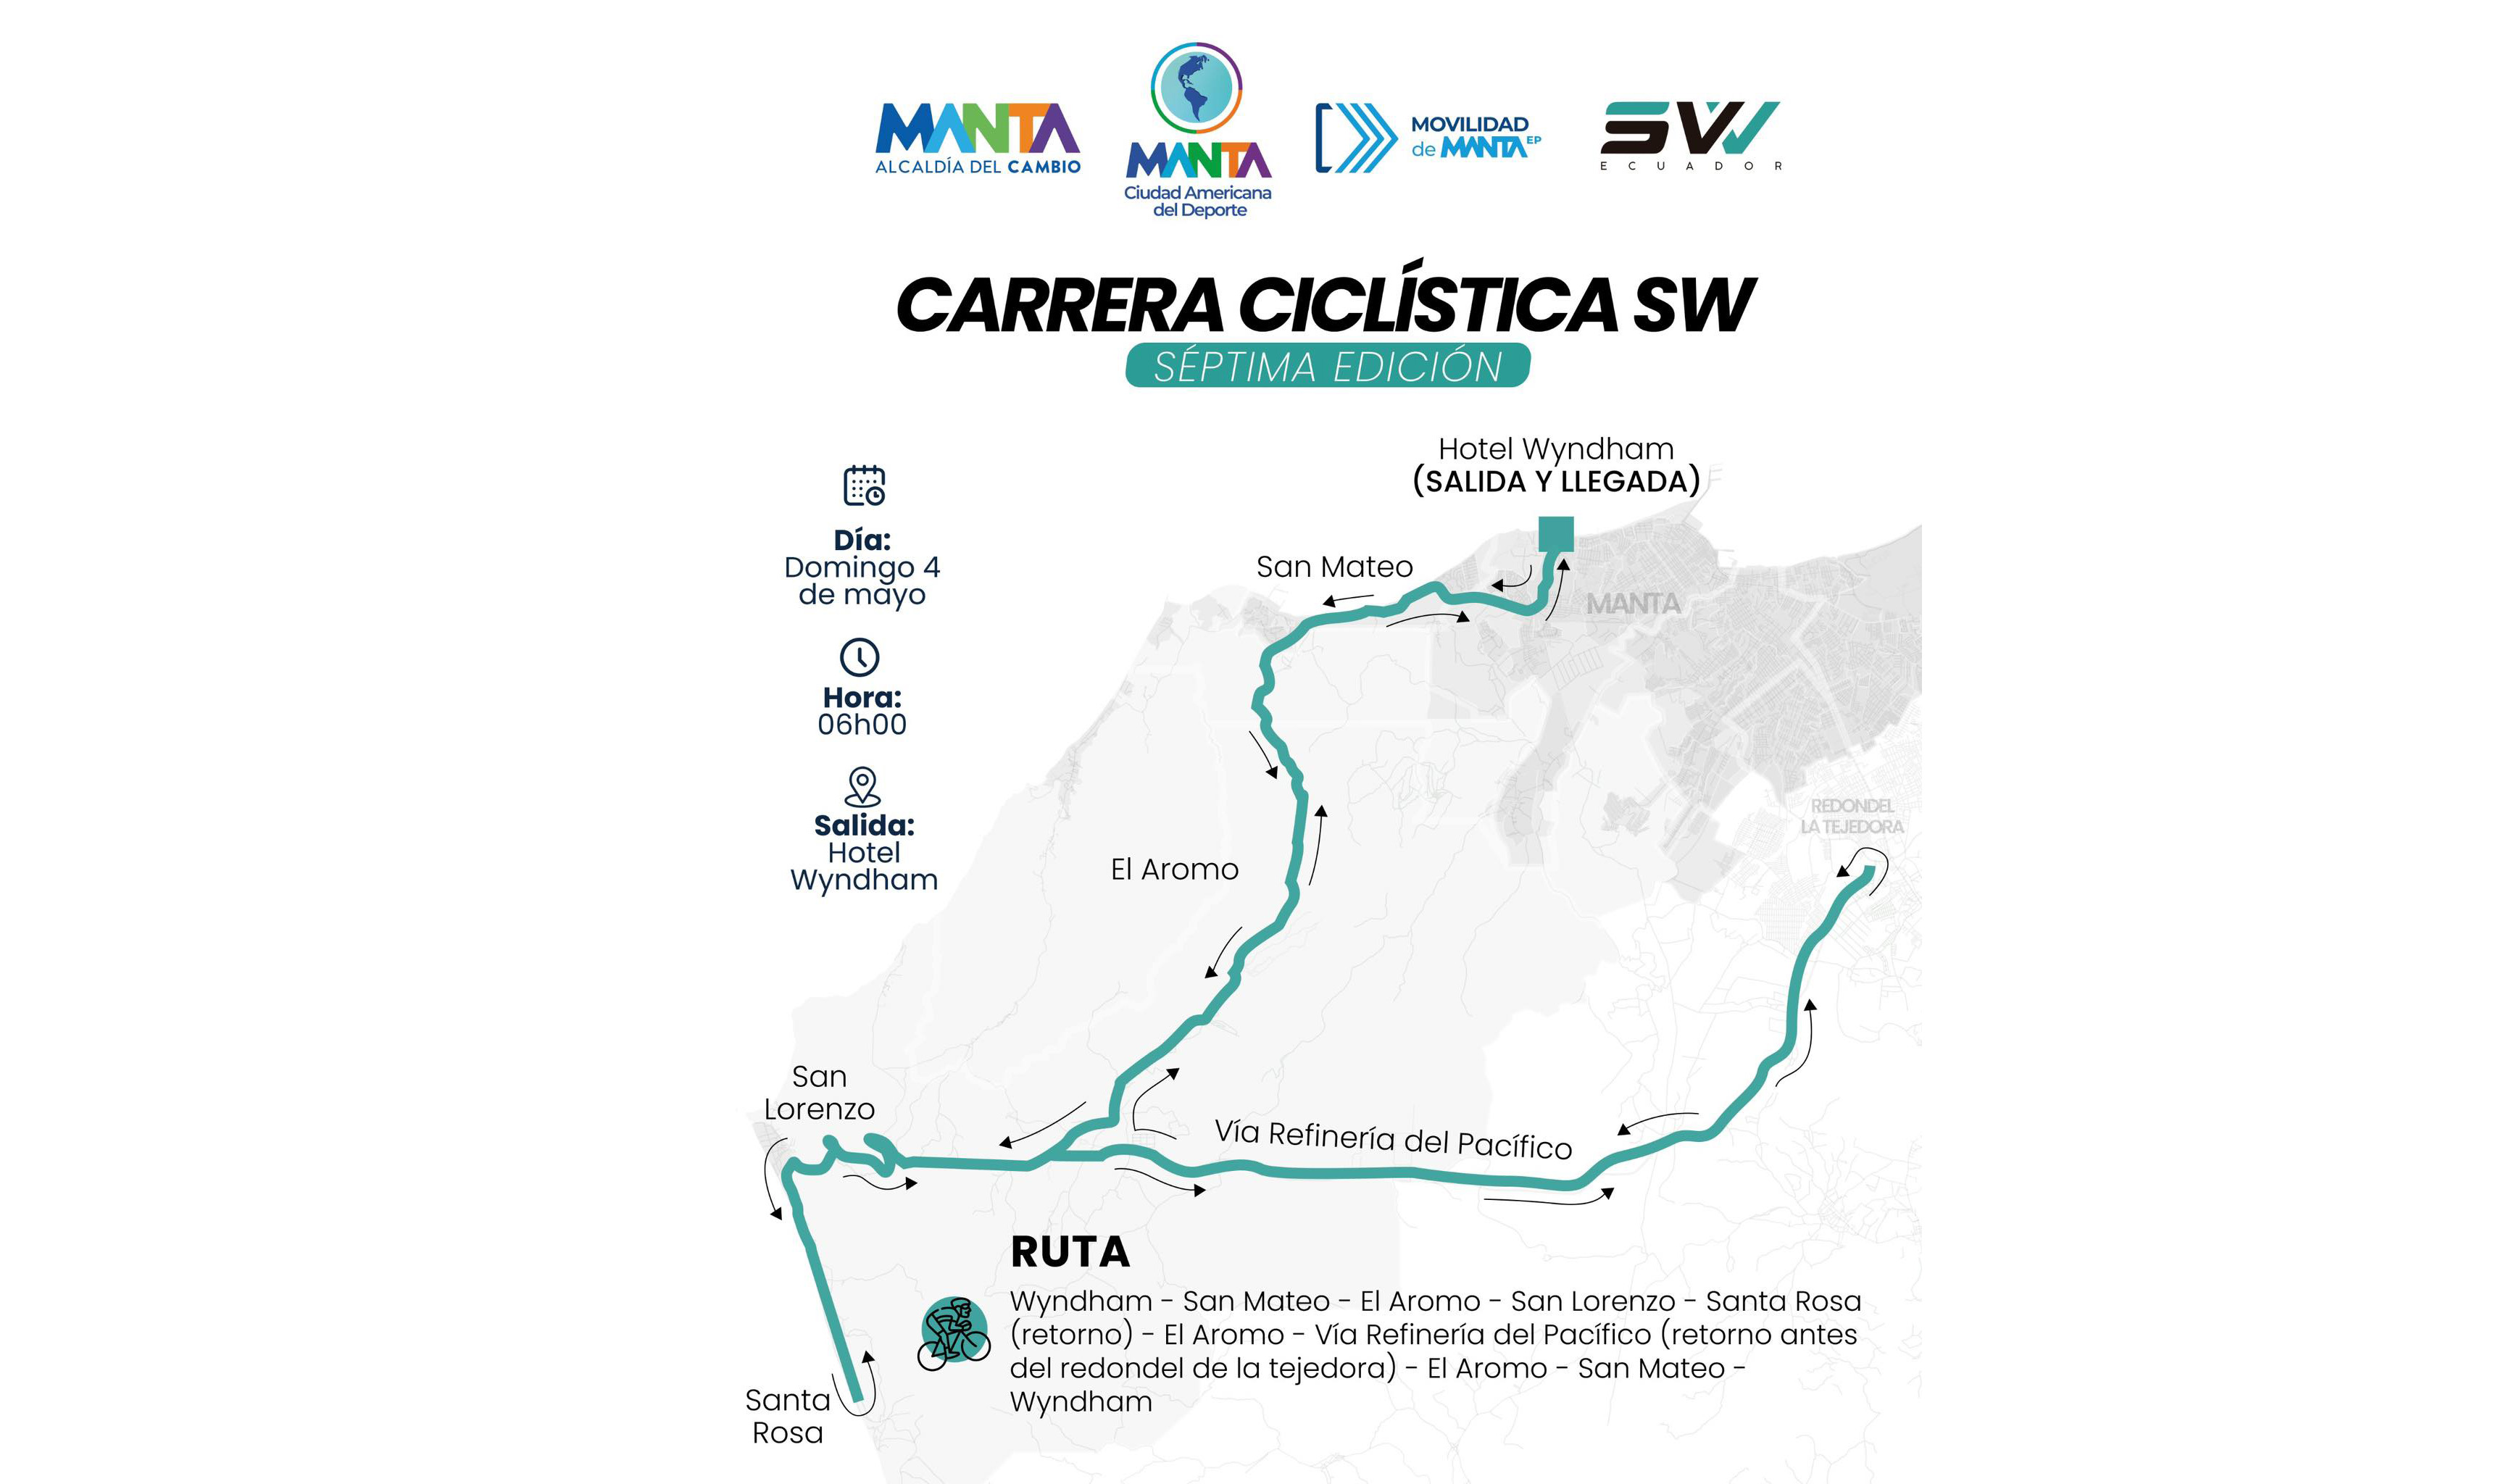 MANTA
ALCALDÍA DEL CAMBIO
MANTA
Ciudad Americana
del Deporte
MOVILIDAD
de MANTA EP
SW
ECUADOR
CARRERA CICLÍSTICA SW
SÉPTIMA EDICIÓN
Día:
Domingo 4
de mayo
Hora:
06h00
Salida:
Hotel
Wyndham
Hotel Wyndham
(SALIDA Y LLEGADA)
San Mateo
MANTA
REDONDEL
LA TEJEDORA
El Aromo
San
Lorenzo
Vía Refinería del Pacífico
Santa
Rosa
RUTA
Wyndham - San Mateo - El Aromo - San Lorenzo - Santa Rosa
(retorno) - El Aromo - Vía Refinería del Pacífico (retorno antes
del redondel de la tejedora) - El Aromo - San Mateo -
Wyndham